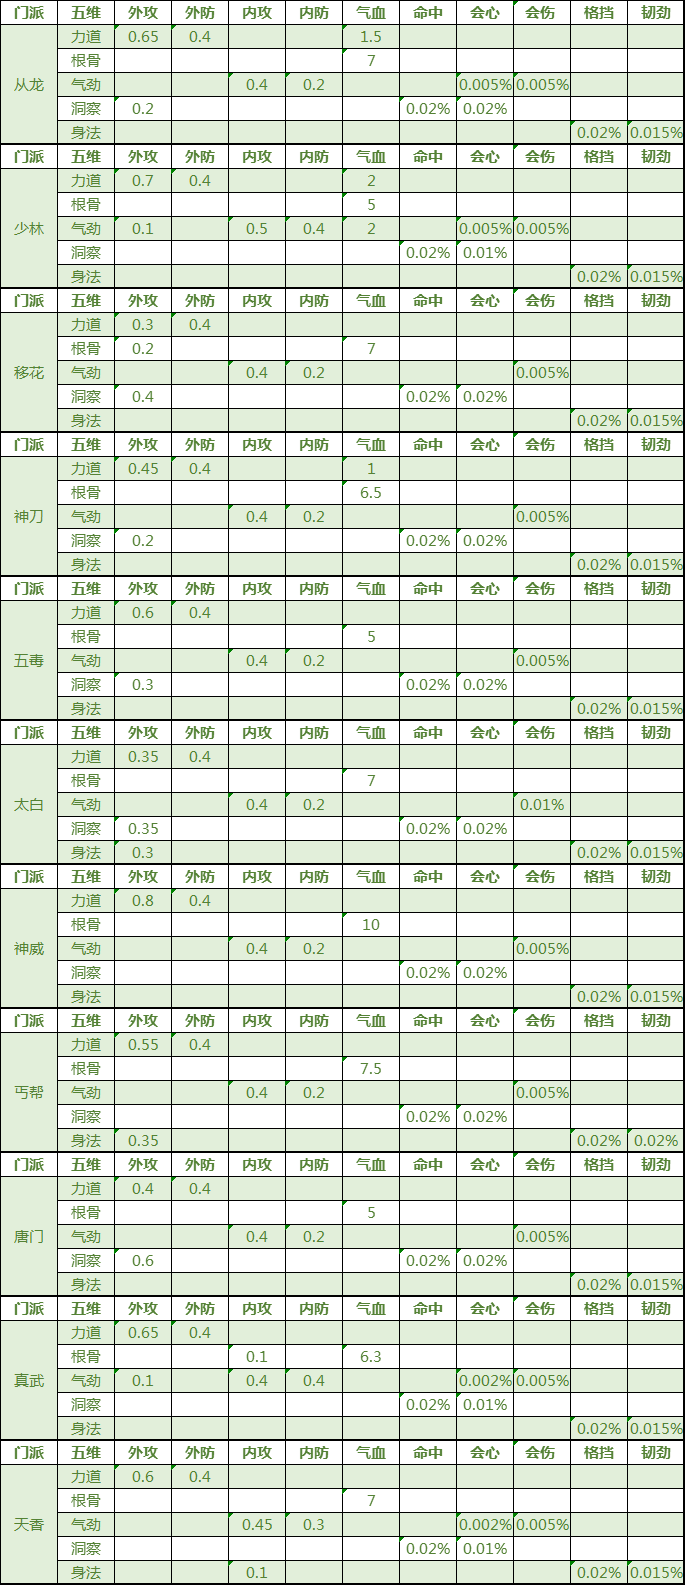 门派 五维 外攻 外防 内攻 内防 气血 命中 会心 会伤 格挡 韧劲
力道 0.65 0.4 1.5
根骨 7
从龙 气劲 0.4 0.2 0.005% 0.005%
洞察 0.2 0.02% 0.02%
身法 0.02% 0.015%
门派 五维 外攻 外防 内攻 内防 气血 命中 会心 会伤 格挡 韧劲
力道 0.7 0.4 2
根骨 5
少林 气劲 0.1 0.5 0.4 2 0.005% 0.005%
洞察 0.02% 0.01%
身法 0.02% 0.015%
门派 五维 外攻 外防 内攻 内防 气血 命中 会心 会伤 格挡 韧劲
力道 0.3 0.4
根骨 0.2 7
移花 气劲 0.4 0.2 0.005%
洞察 0.4 0.02% 0.02%
身法 0.02% 0.015%
门派 五维 外攻 外防 内攻 内防 气血 命中 会心 会伤 格挡 韧劲
力道 0.45 0.4 1
根骨 6.5
神刀 气劲 0.4 0.2 0.005%
洞察 0.2 0.02% 0.02%
身法 0.02% 0.015%
门派 五维 外攻 外防 内攻 内防 气血 命中 会心 会伤 格挡 韧劲
力道 0.6 0.4
根骨 5
五毒 气劲 0.4 0.2 0.005%
洞察 0.3 0.02% 0.02%
身法 0.02% 0.015%
门派 五维 外攻 外防 内攻 内防 气血 命中 会心 会伤 格挡 韧劲
力道 0.35 0.4
根骨 7
太白 气劲 0.4 0.2 0.01%
洞察 0.35 0.02% 0.02%
身法 0.3 0.02% 0.015%
门派 五维 外攻 外防 内攻 内防 气血 命中 会心 会伤 格挡 韧劲
力道 0.8 0.4
根骨 10
神威 气劲 0.4 0.2 0.005%
洞察 0.02% 0.02%
身法 0.02% 0.015%
门派 五维 外攻 外防 内攻 内防 气血 命中 会心 会伤 格挡 韧劲
力道 0.55 0.4
根骨 7.5
丐帮 气劲 0.4 0.2 0.005%
洞察 0.02% 0.02%
身法 0.35 0.02% 0.02%
门派 五维 外攻 外防 内攻 内防 气血 命中 会心 会伤 格挡 韧劲
力道 0.4 0.4
根骨 5
唐门 气劲 0.4 0.2 0.005%
洞察 0.6 0.02% 0.02%
身法 0.02% 0.015%
门派 五维 外攻 外防 内攻 内防 气血 命中 会心 会伤 格挡 韧劲
力道 0.65 0.4
根骨 0.1 6.3
真武 气劲 0.1 0.4 0.4 0.002% 0.005%
洞察 0.02% 0.01%
身法 0.02% 0.015%
门派 五维 外攻 外防 内攻 内防 气血 命中 会心 会伤 格挡 韧劲
力道 0.6 0.4
根骨 7
天香 气劲 0.45 0.3 0.002% 0.005%
洞察 0.02% 0.01%
身法 0.1 0.02% 0.015%